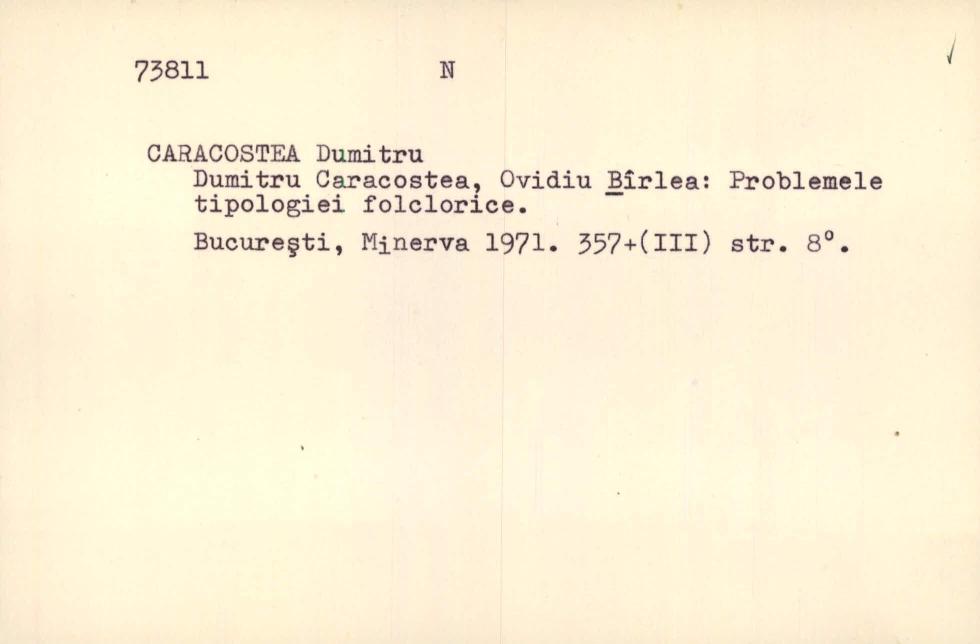 73811 N
CARACOSTEA Dumitru
Dumitru Caracostea, Ovidiu Bîrlea: Problemele
tipologiei folclorice.
Bucureşti, Minerva 1971. 357+(III) str. 8°.